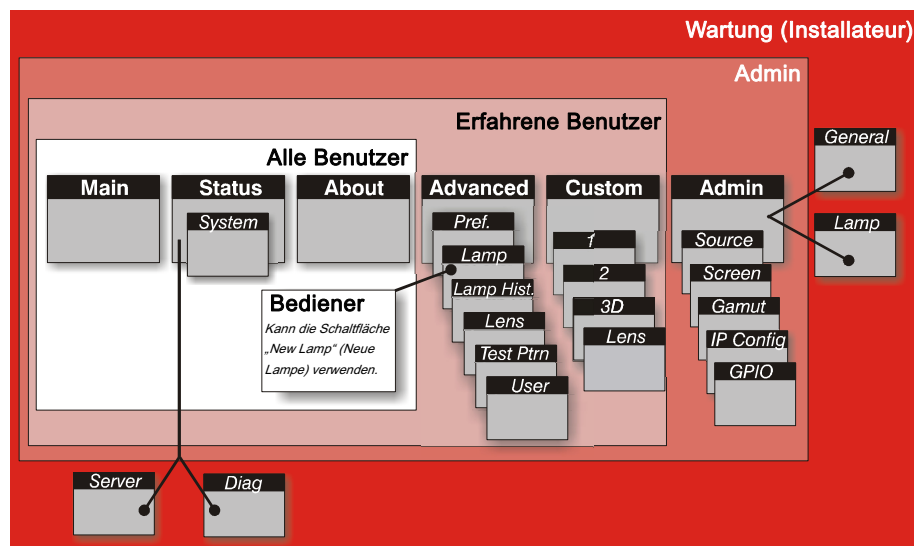 Wartung (Installateur)
Admin
Erfahrene Benutzer
Alle Benutzer
Main
Status
About
Advanced
Custom
Admin
General
Lamp
System
Pref.
Lamp
Lamp Hist.
Lens
Test Ptrn
User
1
2
3D
Lens
Source
Screen
Gamut
IP Config
GPIO
Bediener
Kann die Schaltfläche
„New Lamp“ (Neue
Lampe) verwenden.
Server
Diag